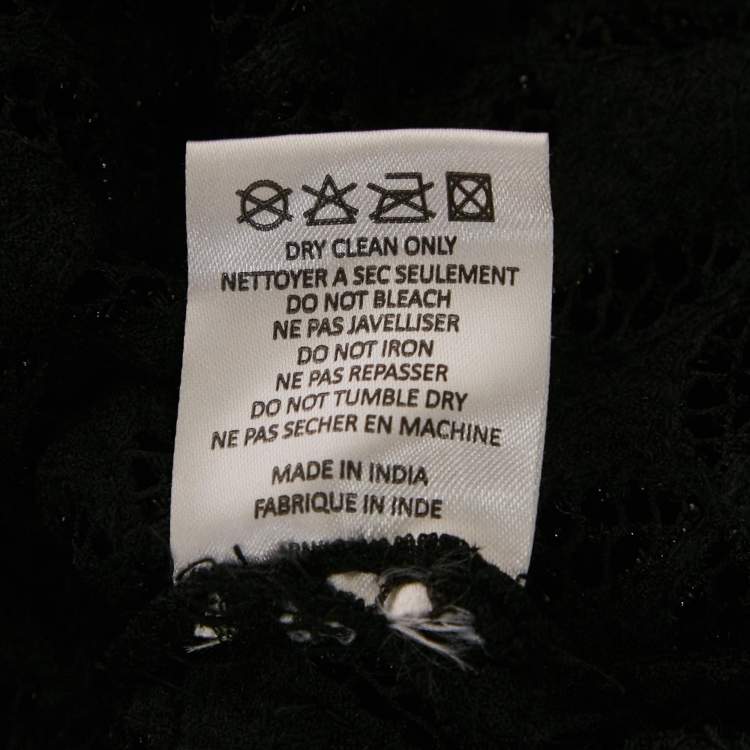 DRY CLEAN ONLY
NETTOYER A SEC SEULEMENT
DO NOT BLEACH
NE PAS JAVELLISER
DO NOT IRON
NE PAS REPASSER
DO NOT TUMBLE DRY
NE PAS SECHER EN MACHINE
MADE IN INDIA
FABRIQUE IN INDE